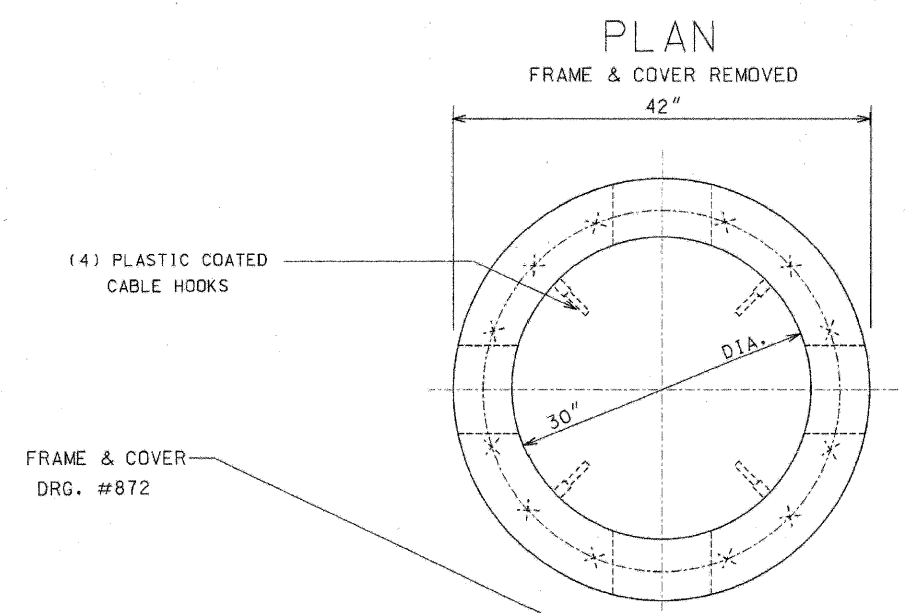 PLAN
FRAME & COVER REMOVED
42"
(4) PLASTIC COATED
CABLE HOOKS
DIA.
30"
FRAME & COVER
DRG. #872